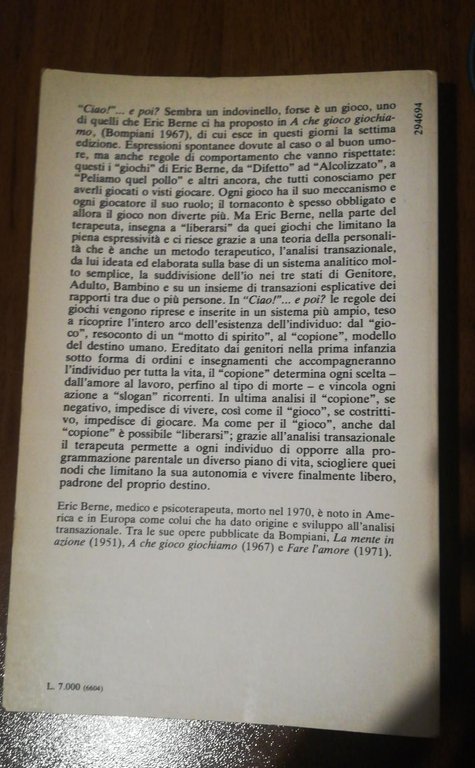 "Ciao!"... e poi? Sembra un indovinello, forse è un gioco, uno
di quelli che Eric Berne ci ha proposto in A che gioco giochia-
mo, (Bompiani 1967), di cui esce in questi giorni la settima
edizione. Espressioni spontanee dovute al caso o al buon umo-
re, ma anche regole di comportamento che vanno rispettate:
questi i "giochi" di Eric Berne, da "Difetto" ad "Alcolizzato", a
"Peliamo quel pollo" e altri ancora, che tutti conosciamo per
averli giocati o visti giocare. Ogni gioco ha il suo meccanismo e
ogni giocatore il suo ruolo; il tornaconto è spesso obbligato e
allora il gioco non diverte più. Ma Eric Berne, nella parte del
terapeuta, insegna a "liberarsi" da quei giochi che limitano la
piena espressività e ci riesce grazie a una teoria della personali-
tà che è anche un metodo terapeutico, l'analisi transazionale,
da lui ideata ed elaborata sulla base di un sistema analitico mol-
to semplice, la suddivisione dell'io nei tre stati di Genitore,
Adulto, Bambino e su un insieme di transazioni esplicative dei
rapporti tra due o più persone. In "Ciao!"... e poi? le regole dei
giochi vengono riprese e inserite in un sistema più ampio, teso
a ricoprire l'intero arco dell'esistenza dell'individuo: dal "gio-
co", resoconto di un "motto di spirito", al "copione", modello
del destino umano. Ereditato dai genitori nella prima infanzia
sotto forma di ordini e insegnamenti che accompagneranno
l'individuo per tutta la vita, il "copione" determina ogni scelta –
dall'amore al lavoro, perfino al tipo di morte – e vincola ogni
azione a "slogan" ricorrenti. In ultima analisi il "copione", se
negativo, impedisce di vivere, così come il "gioco", se costritti-
vo, impedisce di giocare. Ma come per il "gioco", anche dal
"copione" è possibile "liberarsi"; grazie all'analisi transazionale
il terapeuta permette a ogni individuo di opporre alla pro-
grammazione parentale un diverso piano di vita, sciogliere quei
nodi che limitano la sua autonomia e vivere finalmente libero,
padrone del proprio destino.
Eric Berne, medico e psicoterapeuta, morto nel 1970, è noto in Ame-
rica e in Europa come colui che ha dato origine e sviluppo all'analisi
transazionale. Tra le sue opere pubblicate da Bompiani, La mente in
azione (1951), A che gioco giochiamo (1967) e Fare l'amore (1971).
L. 7.000 (6604)
294694